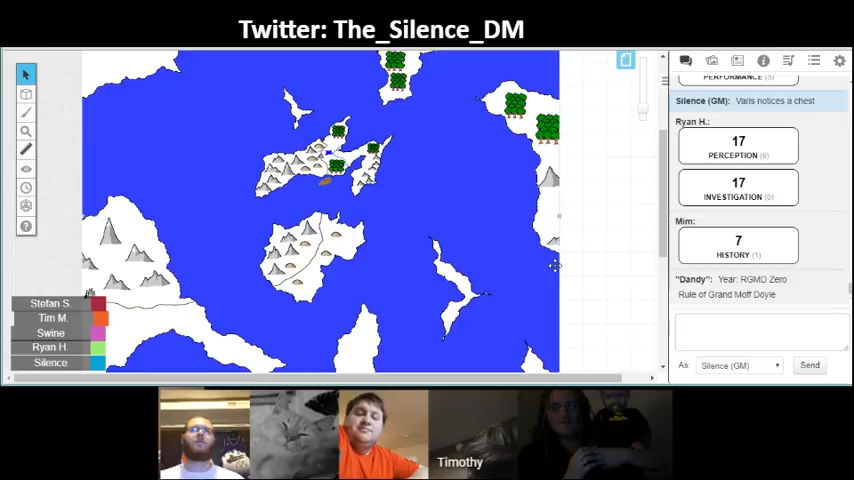 Twitter: The_Silence_DM
PERFORMANCE (5)
Silence (GM): Varis notices a chest
Ryan H.:
17
PERCEPTION (6)
17
INVESTIGATION (0)
Mim:
7
HISTORY (1)
"Dandy": Year: RGMD Zero
Rule of Grand Moff Doyle
As: Silence (GM) Send
Stefan S.
Tim M.
Swine
Ryan H.
Silence
Timothy